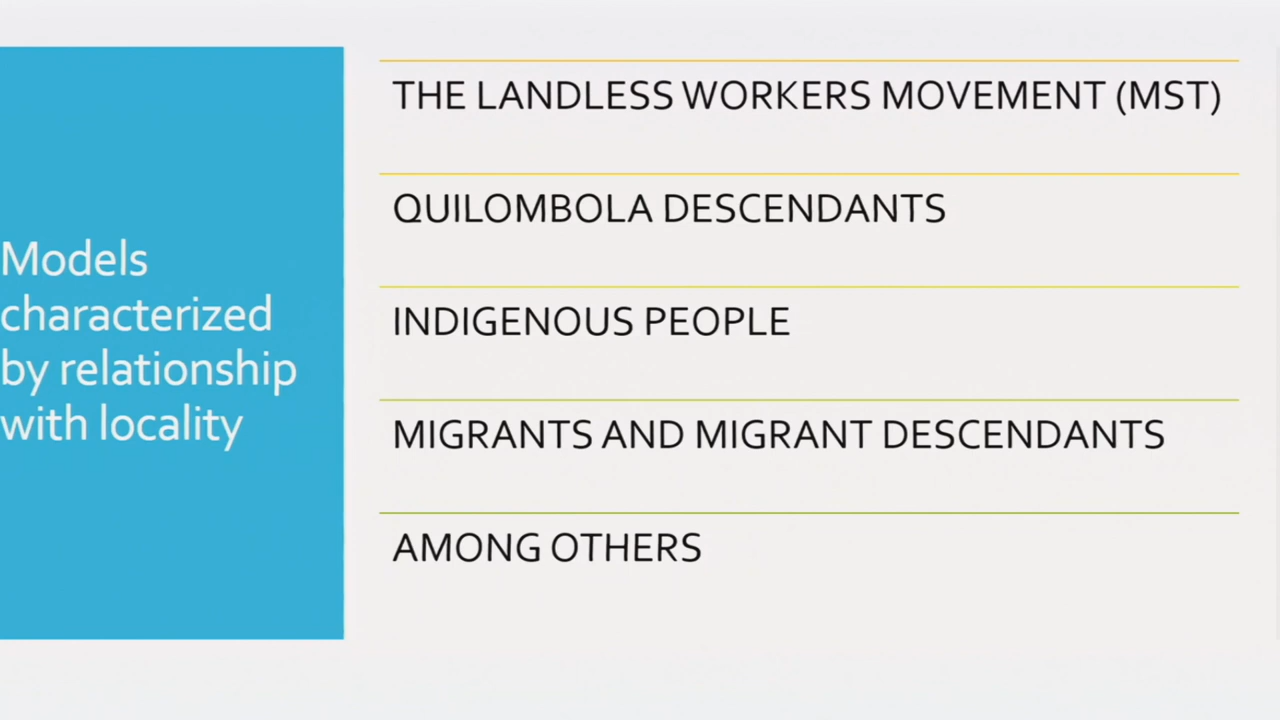 Models
characterized
by relationship
with locality
THE LANDLESS WORKERS MOVEMENT (MST)
QUILOMBOLA DESCENDANTS
INDIGENOUS PEOPLE
MIGRANTS AND MIGRANT DESCENDANTS
AMONG OTHERS